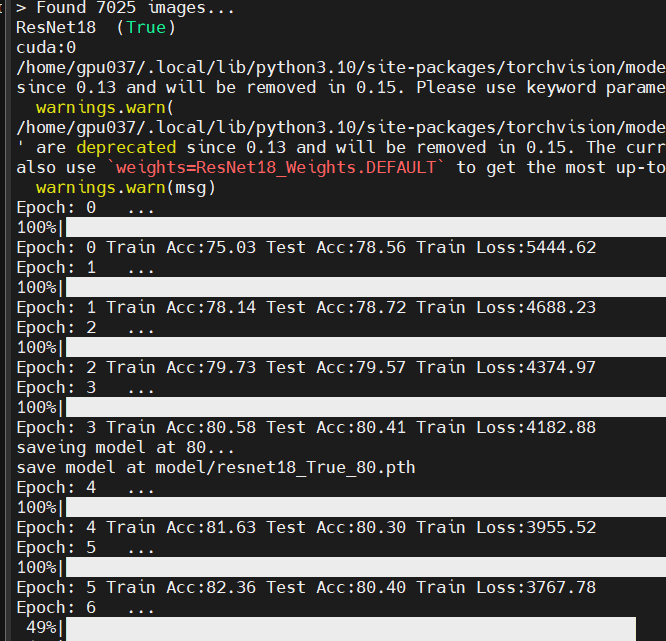 > Found 7025 images...
ResNet18  (True)
cuda:0
/home/gpu037/.local/lib/python3.10/site-packages/torchvision/mode
since 0.13 and will be removed in 0.15. Please use keyword parame
  warnings.warn(
/home/gpu037/.local/lib/python3.10/site-packages/torchvision/mode
' are deprecated since 0.13 and will be removed in 0.15. The curr
also use `weights=ResNet18_Weights.DEFAULT` to get the most up-to
  warnings.warn(msg)
Epoch: 0   ...
100%|
Epoch: 0 Train Acc:75.03 Test Acc:78.56 Train Loss:5444.62
Epoch: 1   ...
100%|
Epoch: 1 Train Acc:78.14 Test Acc:78.72 Train Loss:4688.23
Epoch: 2   ...
100%|
Epoch: 2 Train Acc:79.73 Test Acc:79.57 Train Loss:4374.97
Epoch: 3   ...
100%|
Epoch: 3 Train Acc:80.58 Test Acc:80.41 Train Loss:4182.88
saveing model at 80...
save model at model/resnet18_True_80.pth
Epoch: 4   ...
100%|
Epoch: 4 Train Acc:81.63 Test Acc:80.30 Train Loss:3955.52
Epoch: 5   ...
100%|
Epoch: 5 Train Acc:82.36 Test Acc:80.40 Train Loss:3767.78
Epoch: 6   ...
 49%|